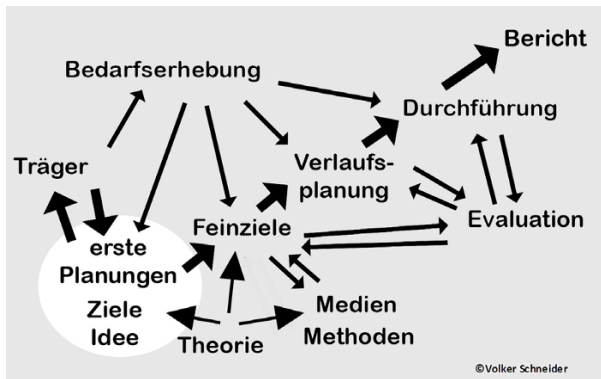 Bericht
Bedarfserhebung
Durchführung
Träger
Verlaufs-
planung
Feinziele
Evaluation
erste
Planungen
Ziele
Idee
Medien
Methoden
Theorie
©Volker Schneider